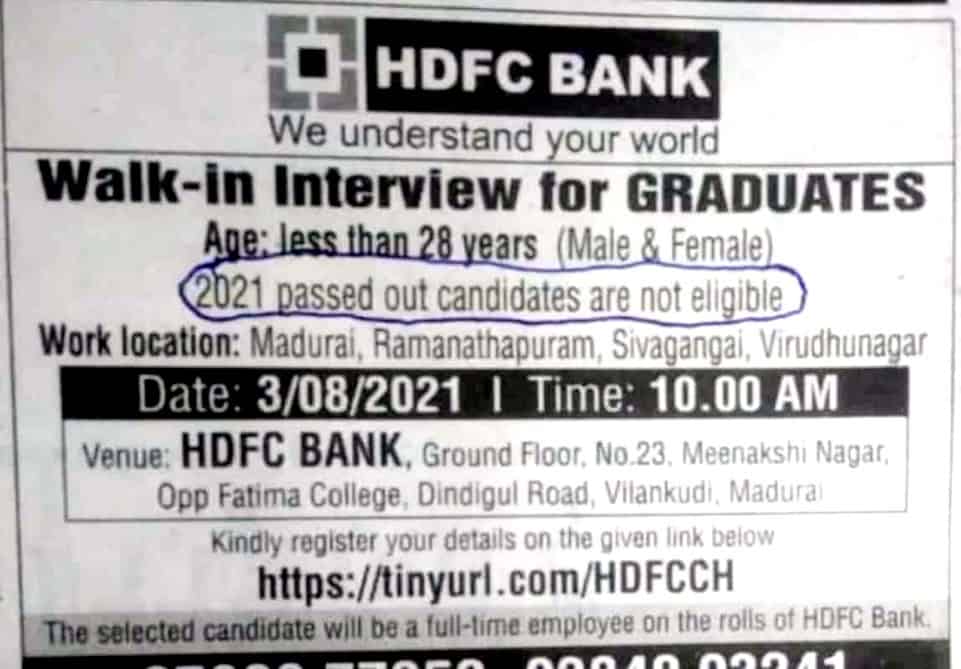 HDFC BANK
We understand your world
Walk-in Interview for GRADUATES
Age: less than 28 years (Male & Female)
2021 passed out candidates are not eligible
Work location: Madurai, Ramanathapuram, Sivagangai, Virudhunagar
Date: 3/08/2021 | Time: 10.00 AM
Venue: HDFC BANK, Ground Floor, No.23, Meenakshi Nagar,
Opp Fatima College, Dindigul Road, Vilankudi, Madurai
Kindly register your details on the given link below
https://tinyurl.com/HDFCCH
The selected candidate will be a full-time employee on the rolls of HDFC Bank.